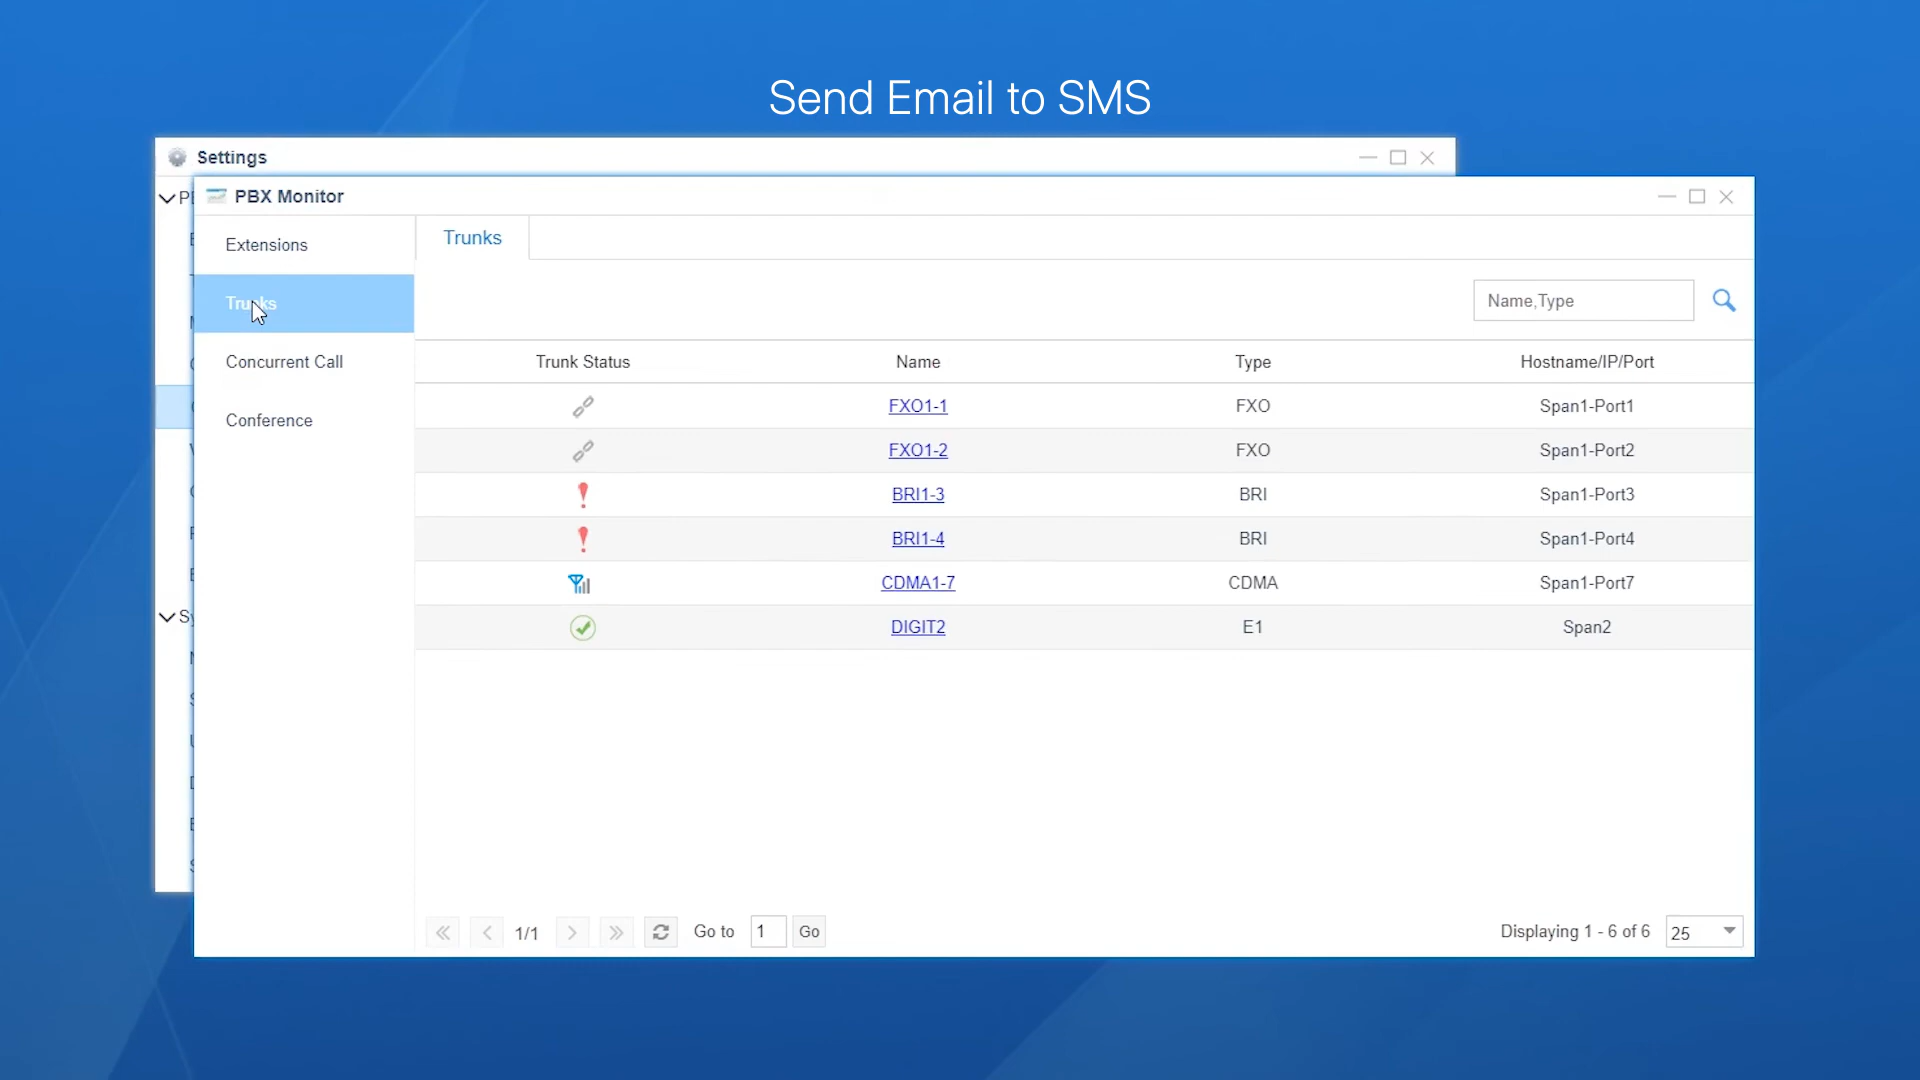 Send Email to SMS
Settings
PBX Monitor
Extensions
Trunks
Concurrent Call
Conference
Trunks
Name,Type
Trunk Status Name Type Hostname/IP/Port
FXO1-1 FXO Span1-Port1
FXO1-2 FXO Span1-Port2
BRI1-3 BRI Span1-Port3
BRI1-4 BRI Span1-Port4
CDMA1-7 CDMA Span1-Port7
DIGIT2 E1 Span2
1/1 Go to 1 Go Displaying 1 - 6 of 6 25